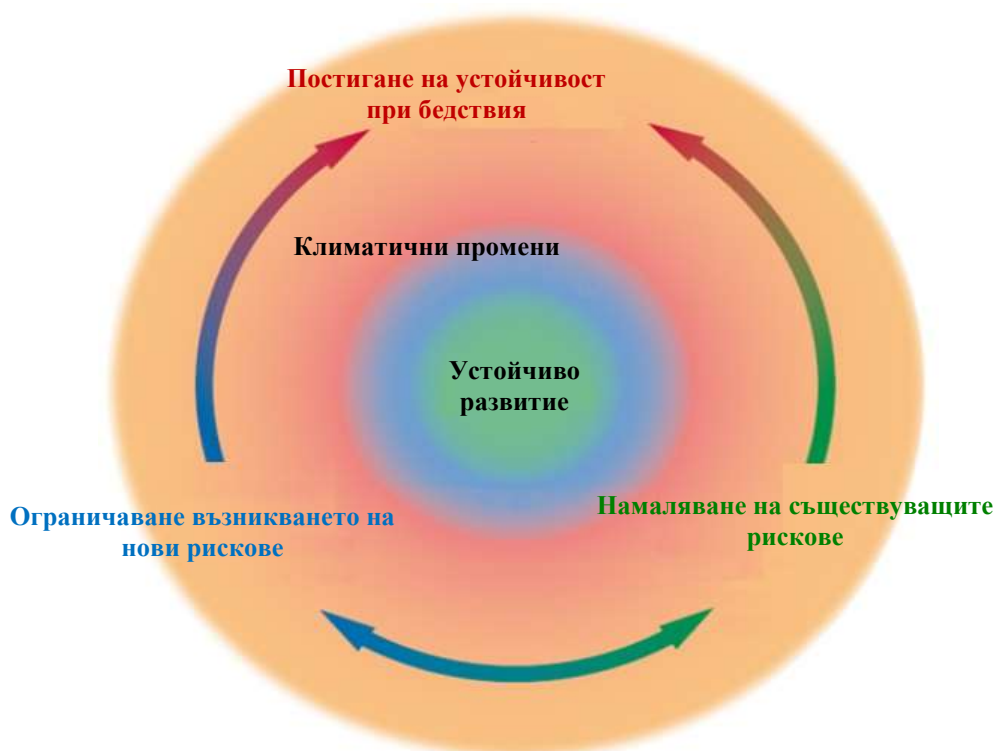 Постигане на устойчивост
при бедствия
Климатични промени
Устойчиво
развитие
Ограничаване възникването на
нови рискове
Намаляване на съществуващите
рискове